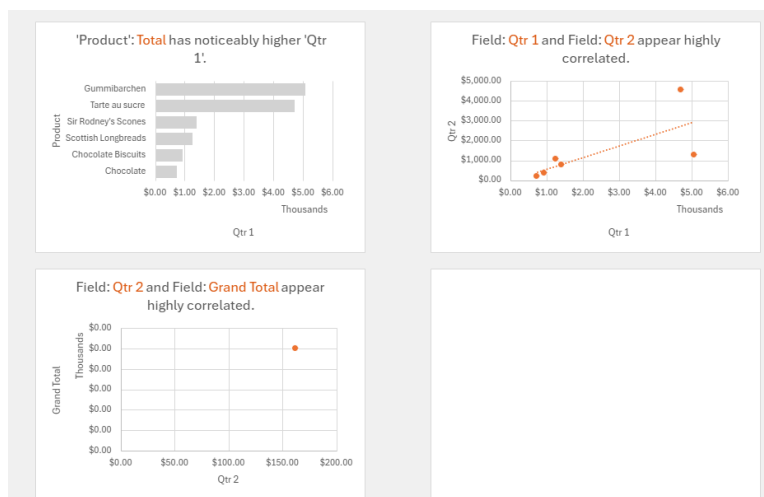 'Product': Total has noticeably higher 'Qtr
1'.
Product
Gummibarchen
Tarte au sucre
Sir Rodney's Scones
Scottish Longbreads
Chocolate Biscuits
Chocolate
$0.00 $1.00 $2.00 $3.00 $4.00 $5.00 $6.00
Thousands
Qtr 1
Field: Qtr 1 and Field: Qtr 2 appear highly
correlated.
Qtr 2
$5,000.00
$4,000.00
$3,000.00
$2,000.00
$1,000.00
$0.00
$0.00 $1.00 $2.00 $3.00 $4.00 $5.00 $6.00
Thousands
Qtr 1
Field: Qtr 2 and Field: Grand Total appear
highly correlated.
Grand Total
Thousands
$0.00
$0.00
$0.00
$0.00
$0.00
$0.00
$0.00
$0.00 $50.00 $100.00 $150.00 $200.00
Qtr 2